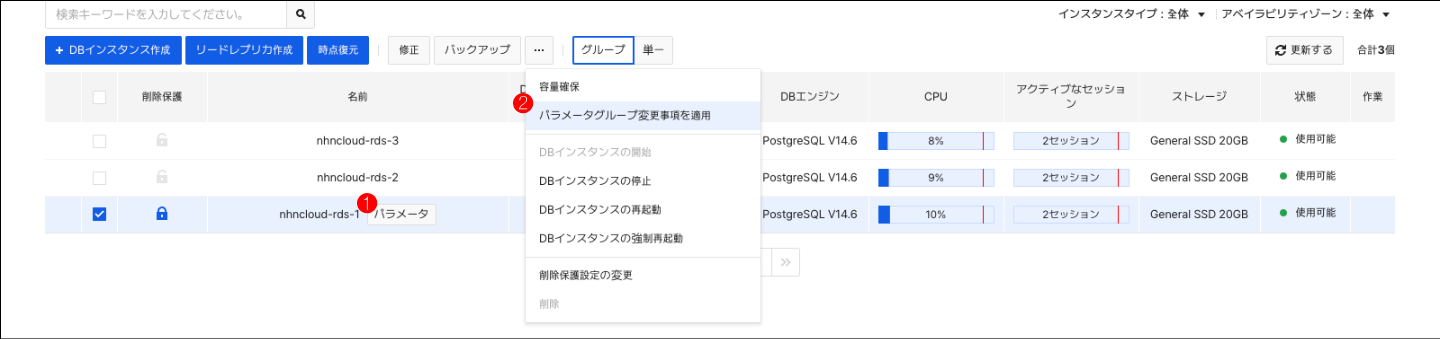 検索キーワードを入力してください。
インスタンスタイプ : 全体 ▼ アベイラビリティゾーン : 全体 ▼
+ DBインスタンス作成 リードレプリカ作成 時点復元 修正 バックアップ ··· グループ 単一 更新する 合計3個
削除保護 名前 D DBエンジン CPU アクティブなセッション ストレージ 状態 作業
nhncloud-rds-3 PostgreSQL V14.6 8% 2セッション General SSD 20GB 使用可能
nhncloud-rds-2 PostgreSQL V14.6 9% 2セッション General SSD 20GB 使用可能
nhncloud-rds-1 1 パラメータ PostgreSQL V14.6 10% 2セッション General SSD 20GB 使用可能
容量確保
2 パラメータグループ変更事項を適用
DBインスタンスの開始
DBインスタンスの停止
DBインスタンスの再起動
DBインスタンスの強制再起動
削除保護設定の変更
削除
»